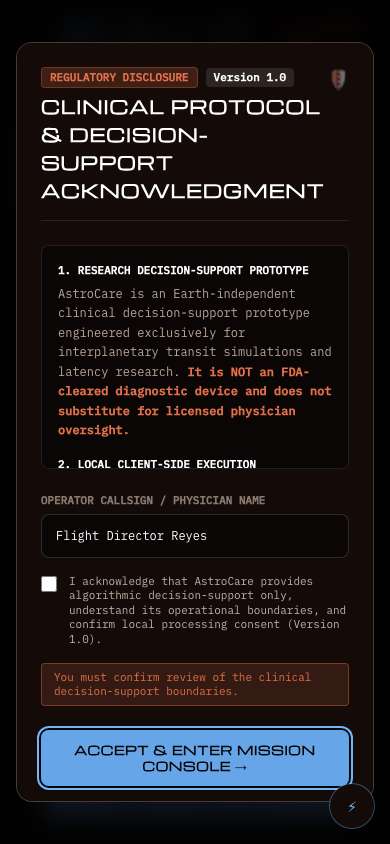 REGULATORY DISCLOSURE
Version 1.0
CLINICAL PROTOCOL
& DECISION-
SUPPORT
ACKNOWLEDGMENT
1. RESEARCH DECISION-SUPPORT PROTOTYPE
AstroCare is an Earth-independent
clinical decision-support prototype
engineered exclusively for
interplanetary transit simulations and
latency research. It is NOT an FDA-
cleared diagnostic device and does not
substitute for licensed physician
oversight.
2. LOCAL CLIENT-SIDE EXECUTION
OPERATOR CALLSIGN / PHYSICIAN NAME
Flight Director Reyes
I acknowledge that AstroCare provides
algorithmic decision-support only,
understand its operational boundaries, and
confirm local processing consent (Version
1.0).
You must confirm review of the clinical
decision-support boundaries.
ACCEPT & ENTER MISSION
CONSOLE →